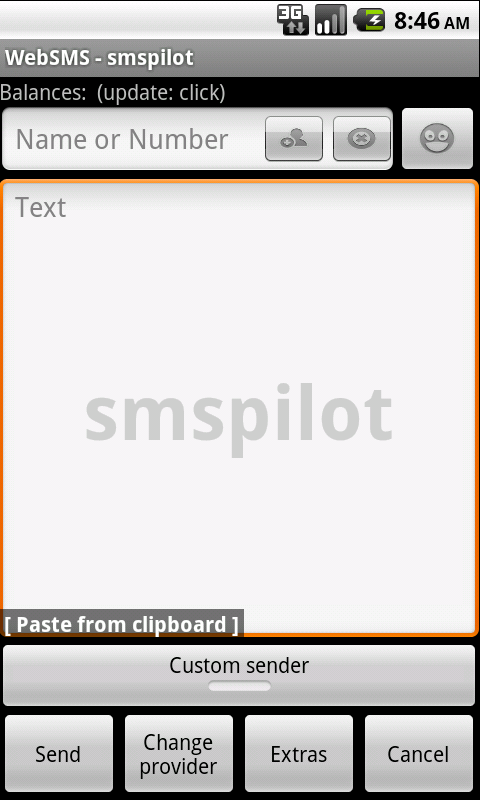 3G
8:46 AM
WebSMS - smspilot
Balances:  (update: click)
Name or Number
Text
smspilot
[ Paste from clipboard ]
Custom sender
Send
Change
provider
Extras
Cancel